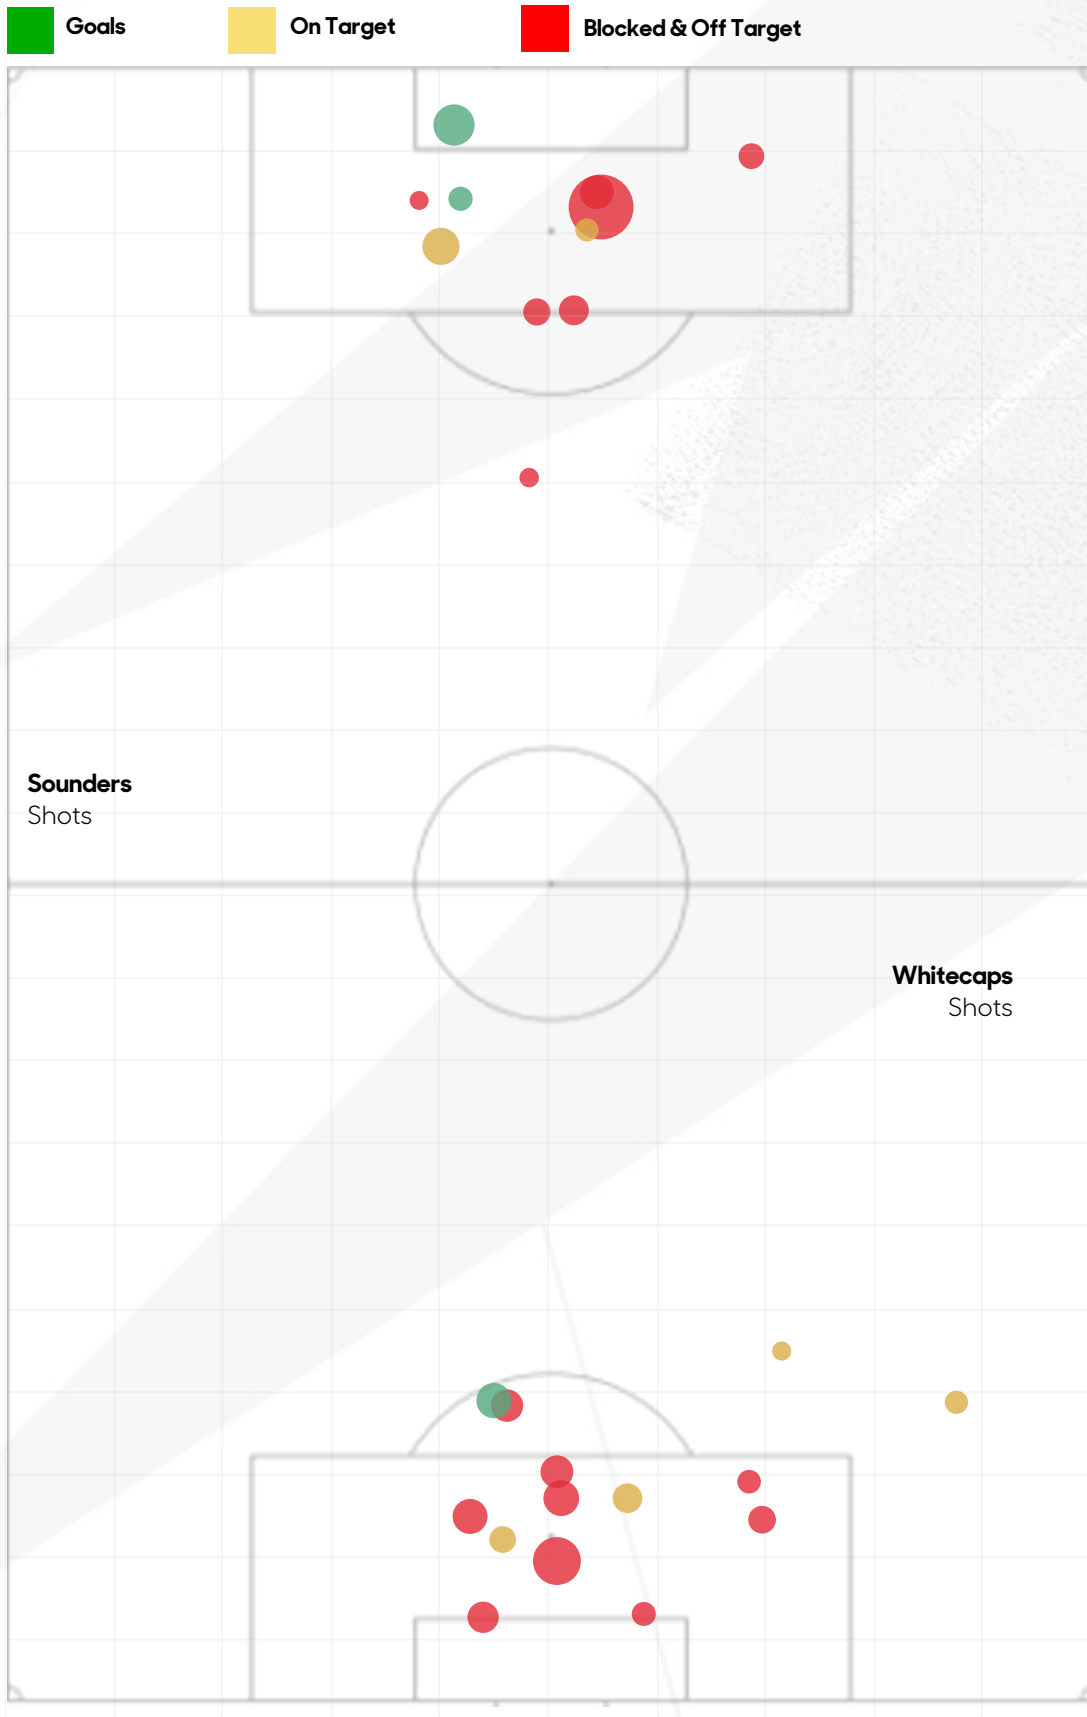 Goals
On Target
Blocked & Off Target
Sounders
Shots
Whitecaps
Shots